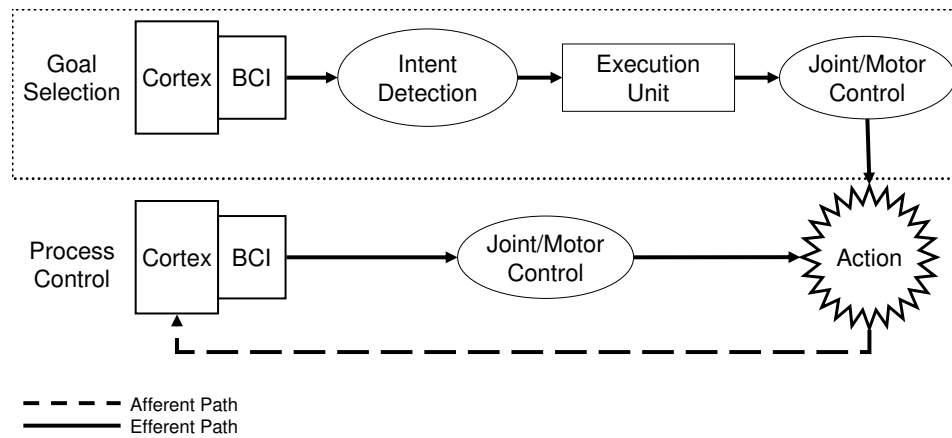 Goal
Selection
Cortex
BCI
Intent
Detection
Execution
Unit
Joint/Motor
Control
Process
Control
Cortex
BCI
Joint/Motor
Control
Action
Afferent Path
Efferent Path